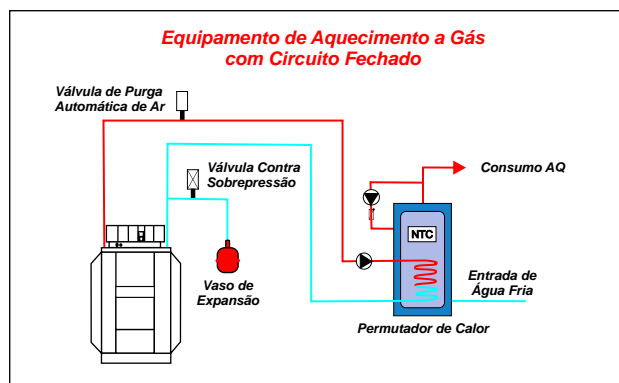 Equipamento de Aquecimento a Gás
com Circuito Fechado
Válvula de Purga
Automática de Ar
Válvula Contra
Sobrepressão
Consumo AQ
NTC
Vaso de
Expansão
Entrada de
Água Fria
Permutador de Calor